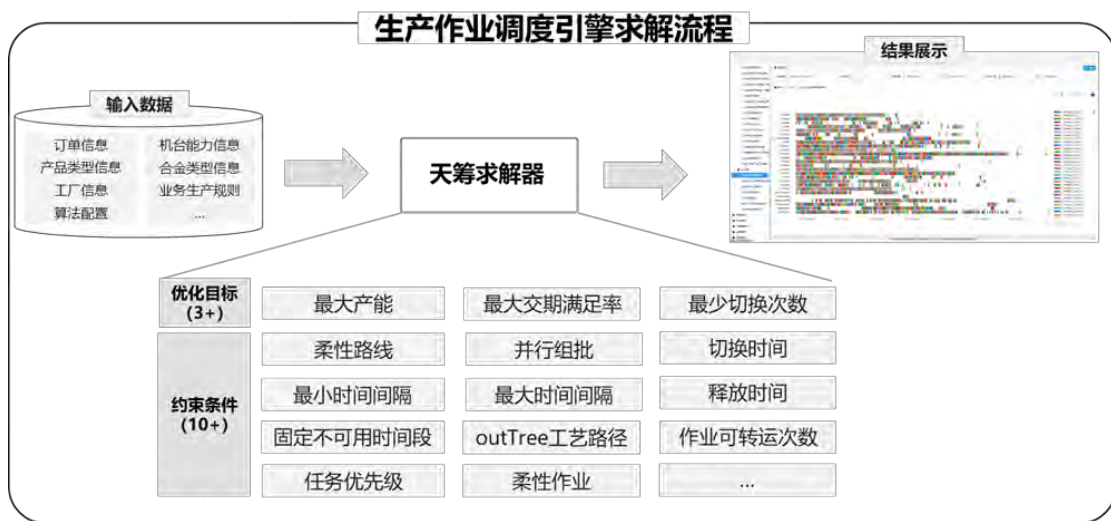 生产作业调度引擎求解流程
结果展示
输入数据
订单信息 机台能力信息
产品类型信息 合金类型信息
工厂信息 业务生产规则
算法配置 ...
天筹求解器
优化目标
(3+)
最大产能 最大交期满足率 最少切换次数
约束条件
(10+)
柔性路线 并行组批 切换时间
最小时间间隔 最大时间间隔 释放时间
固定不可用时间段 outTree工艺路径 作业可转运次数
任务优先级 柔性作业 ...